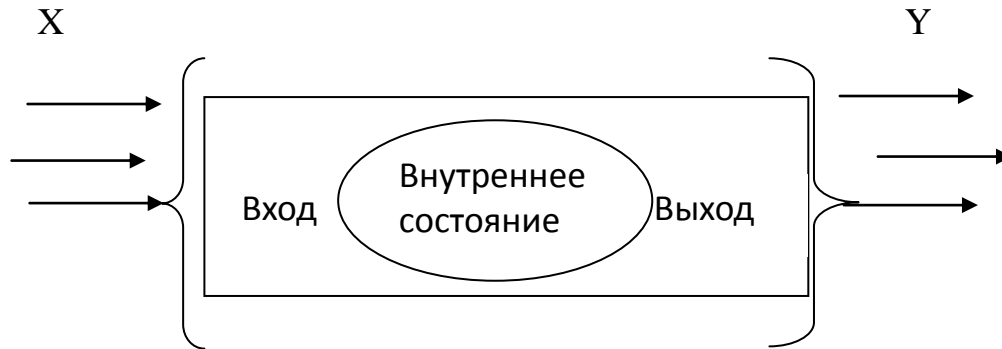 X
Y
Внутреннее
состояние
Вход
Выход